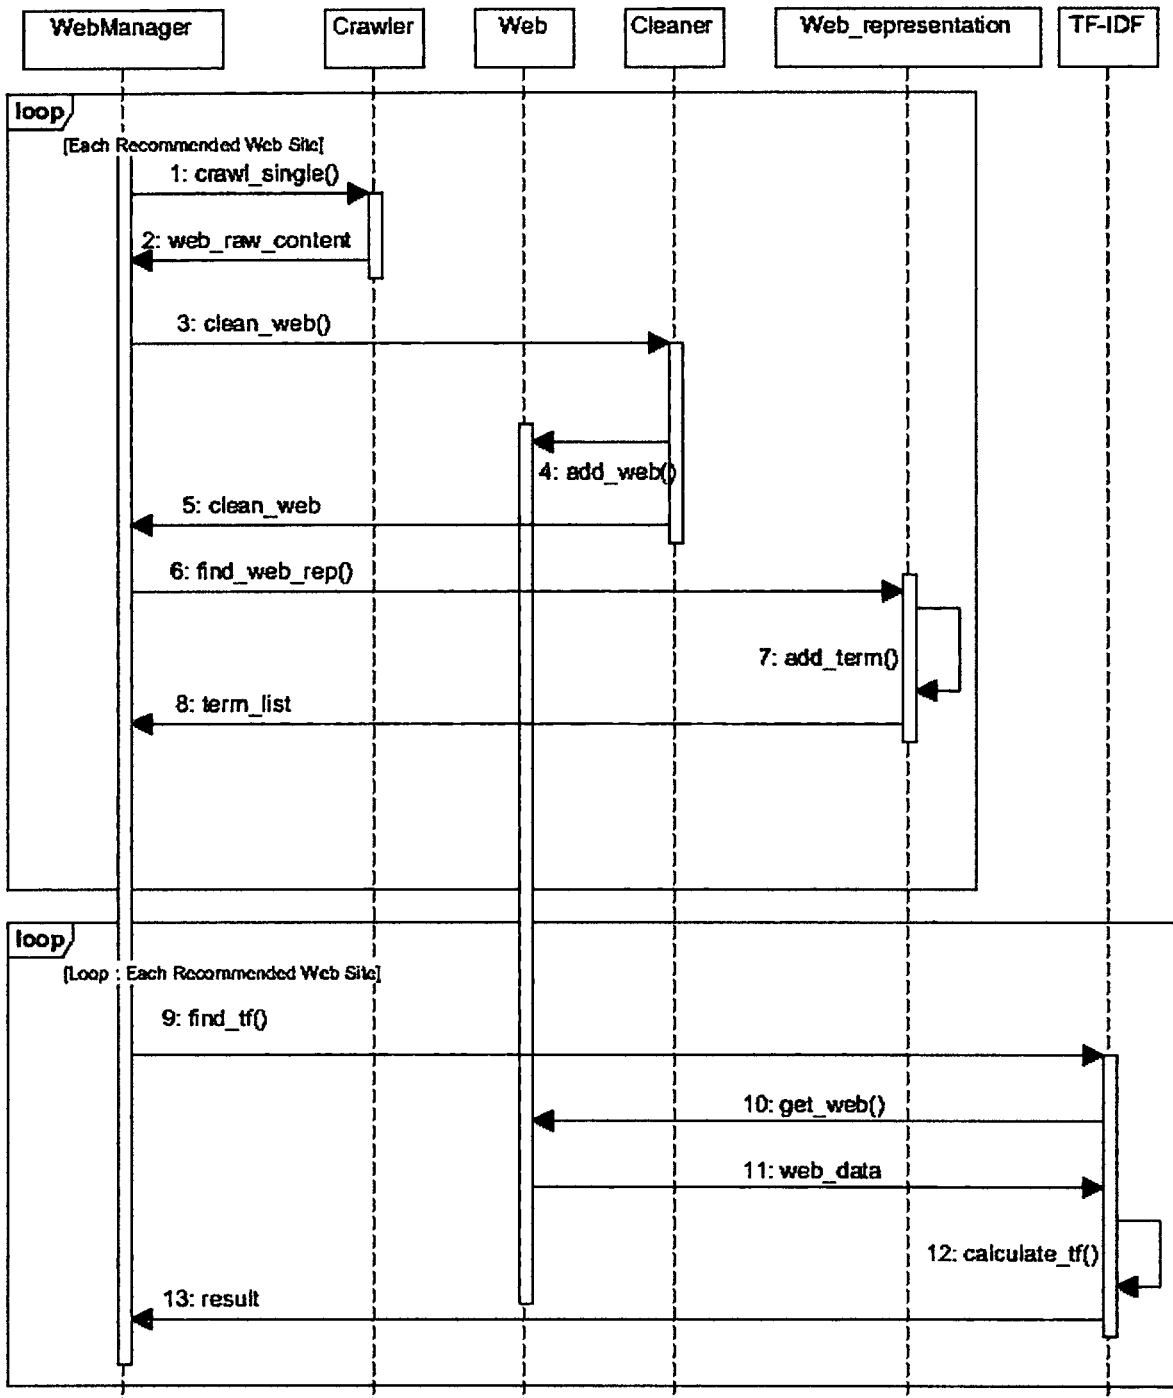 WebManager
Crawler
Web
Cleaner
Web_representation
TF-IDF
loop
[Each Recommended Web Site]
1: crawl_single()
2: web_raw_content
3: clean_web()
4: add_web()
5: clean_web
6: find_web_rep()
7: add_term()
8: term_list
loop
[Loop : Each Recommended Web Site]
9: find_tf()
10: get_web()
11: web_data
12: calculate_tf()
13: result